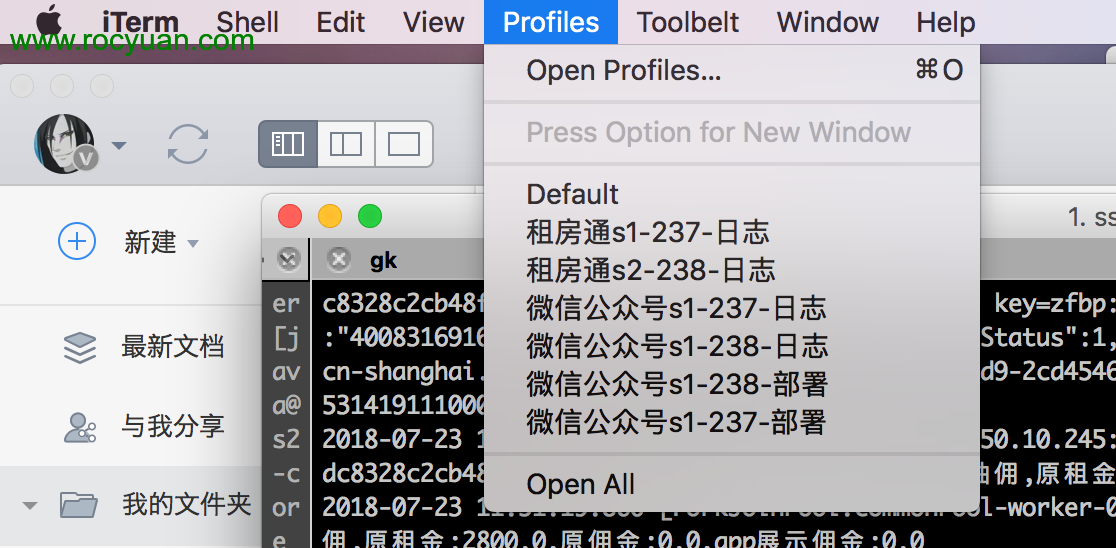 iTerm Shell Edit View Profiles Toolbelt Window Help
www.rocyuan.com
Open Profiles... ⌘O
Press Option for New Window
Default
租房通s1-237-日志
租房通s2-238-日志
微信公众号s1-237-日志
微信公众号s1-238-日志
微信公众号s1-238-部署
微信公众号s1-237-部署
Open All
V
新建
最新文档
与我分享
我的文件夹
1. ss
gk
er
[j
av
a@
s2
-c
or
e
c8328c2cb48f key=zfbp:
:"4008316916 Status":1,
cn-shanghai. d9-2cd4546
531419111000
2018-07-23 1 50.10.245:
dc8328c2cb48 佣,原租金
2018-07-23 l-worker-0
佣,原租金:2800.0,原佣金:0.0,app展示佣金:0.0